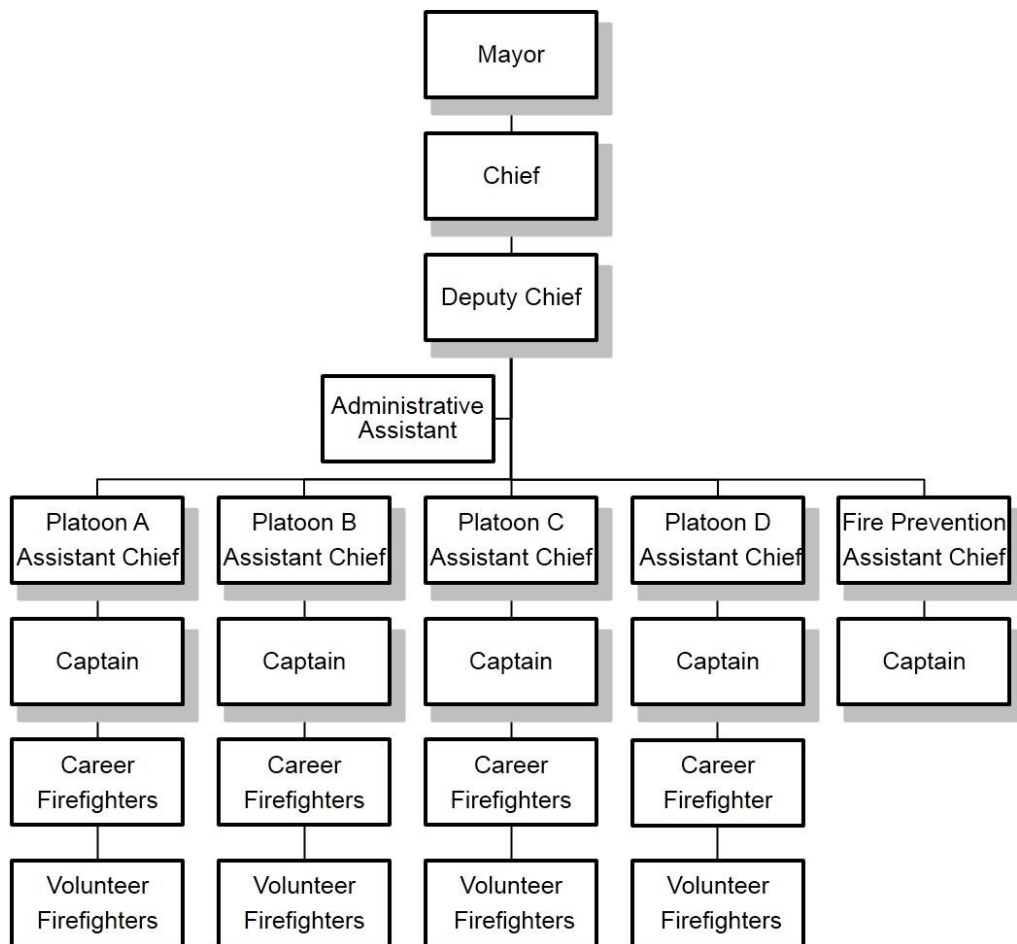 Mayor
Chief
Deputy Chief
Administrative
Assistant
Platoon A
Assistant Chief
Platoon B
Assistant Chief
Platoon C
Assistant Chief
Platoon D
Assistant Chief
Fire Prevention
Assistant Chief
Captain
Captain
Captain
Captain
Captain
Career
Firefighters
Career
Firefighters
Career
Firefighters
Career
Firefighter
Volunteer
Firefighters
Volunteer
Firefighters
Volunteer
Firefighters
Volunteer
Firefighters